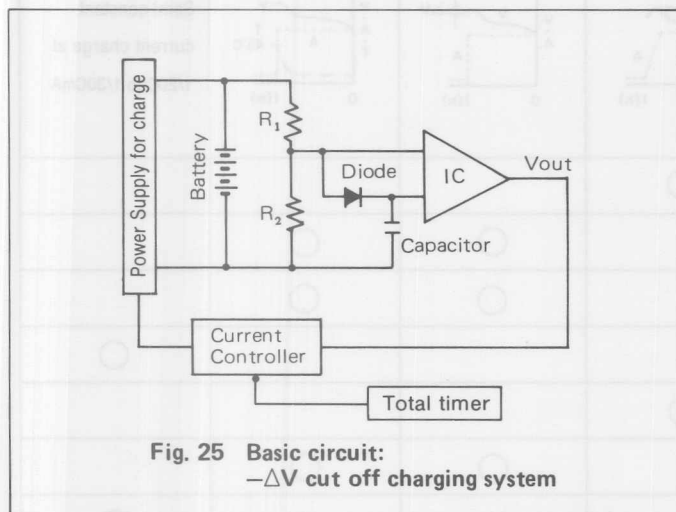 Power Supply for charge
Battery
R₁
R₂
Diode
Capacitor
IC
Vout
Current
Controller
Total timer
Fig. 25 Basic circuit:
−ΔV cut off charging system